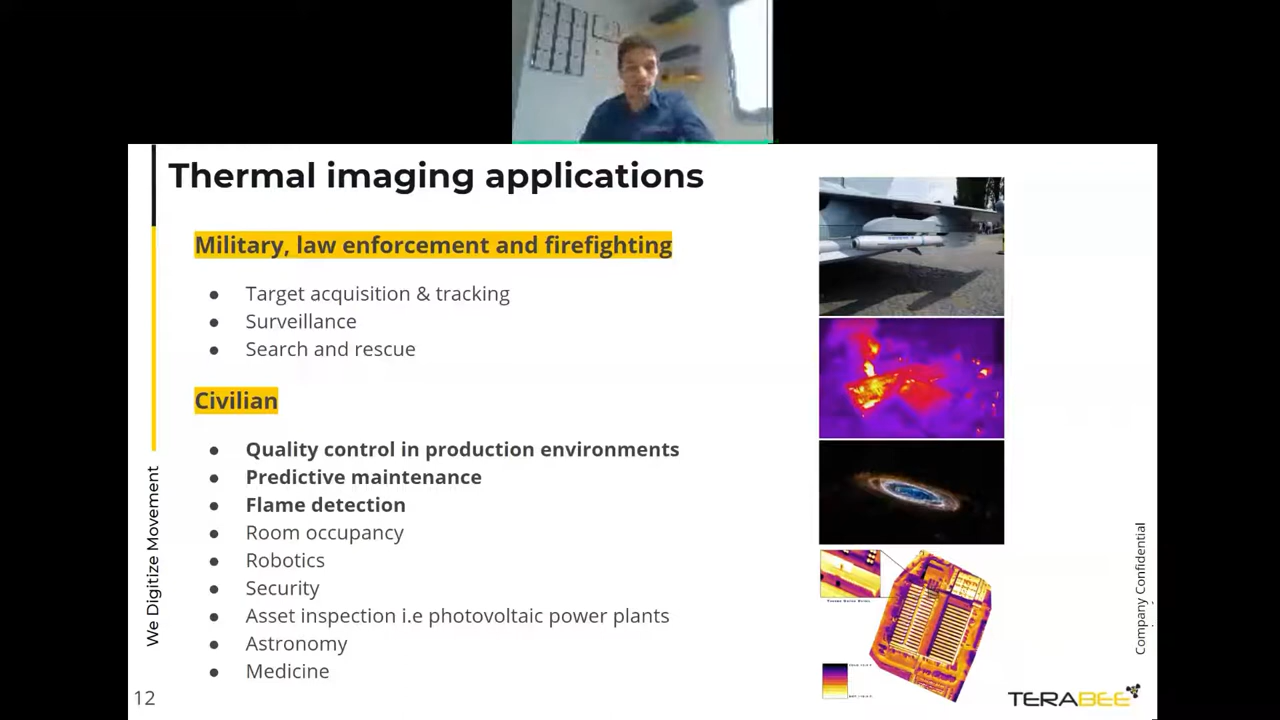 Thermal imaging applications
Military, law enforcement and firefighting
● Target acquisition & tracking
● Surveillance
● Search and rescue
Civilian
● Quality control in production environments
● Predictive maintenance
● Flame detection
● Room occupancy
● Robotics
● Security
● Asset inspection i.e photovoltaic power plants
● Astronomy
● Medicine
We Digitize Movement
12
Company Confidential
TERABEE